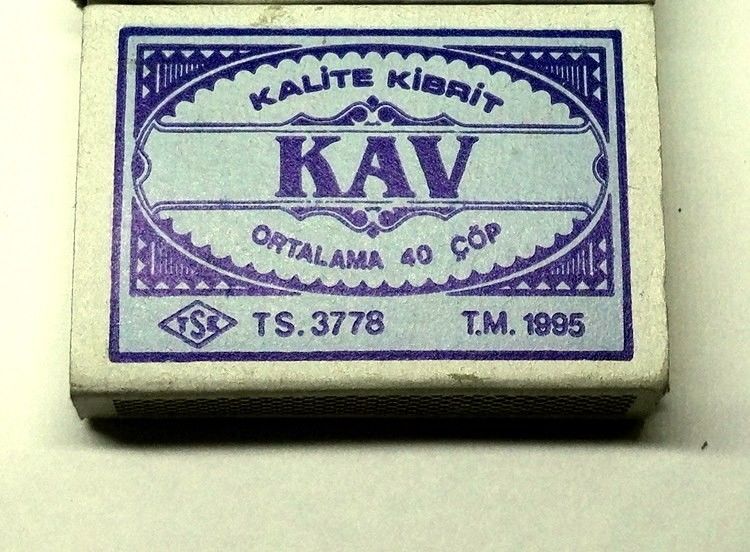 KALİTE KİBRİT
KAV
ORTALAMA 40 ÇÖP
TSE TS.3778 T.M. 1995